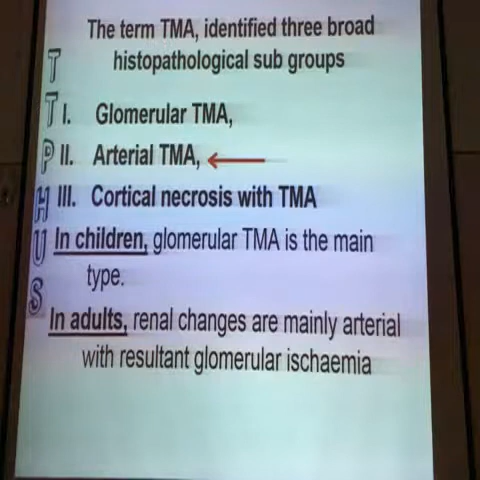 The term TMA, identified three broad
histopathological sub groups
I. Glomerular TMA,
II. Arterial TMA,
III. Cortical necrosis with TMA
In children, glomerular TMA is the main
type.
In adults, renal changes are mainly arterial
with resultant glomerular ischaemia
T
T
P
H
U
S